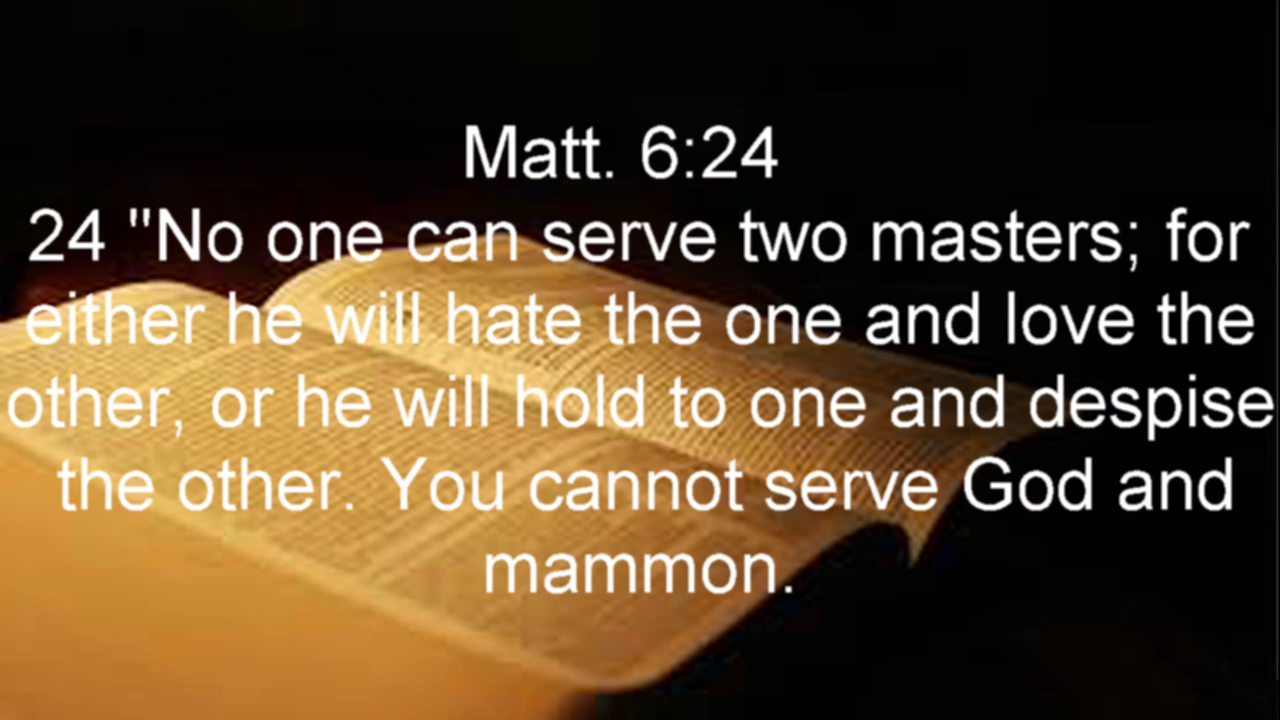 Matt. 6:24
24 "No one can serve two masters; for
either he will hate the one and love the
other, or he will hold to one and despise
the other. You cannot serve God and
mammon.